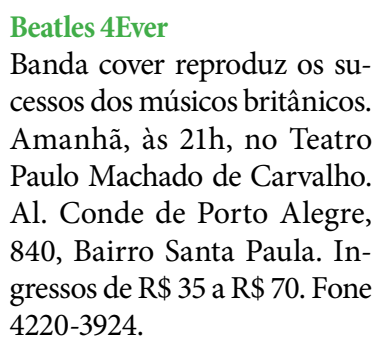 Beatles 4Ever
Banda cover reproduz os su-
cessos dos músicos britânicos.
Amanhã, às 21h, no Teatro
Paulo Machado de Carvalho.
Al. Conde de Porto Alegre,
840, Bairro Santa Paula. In-
gressos de R$ 35 a R$ 70. Fone
4220-3924.